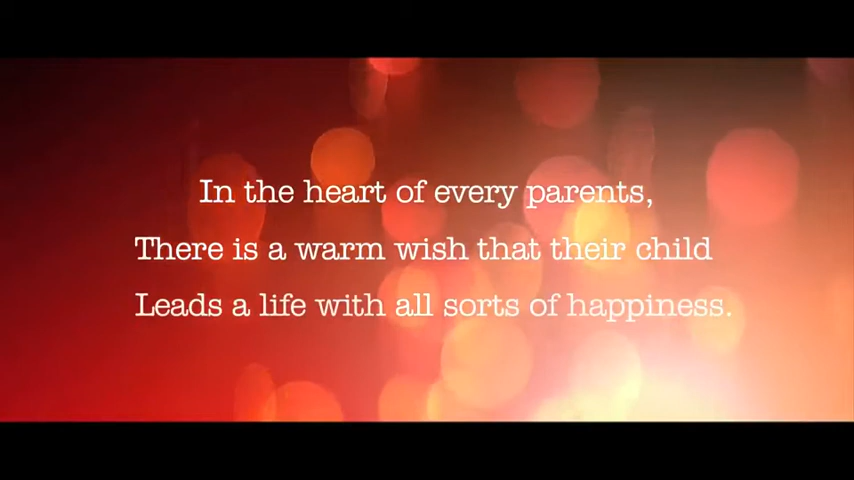 In the heart of every parents,
There is a warm wish that their child
Leads a life with all sorts of happiness.